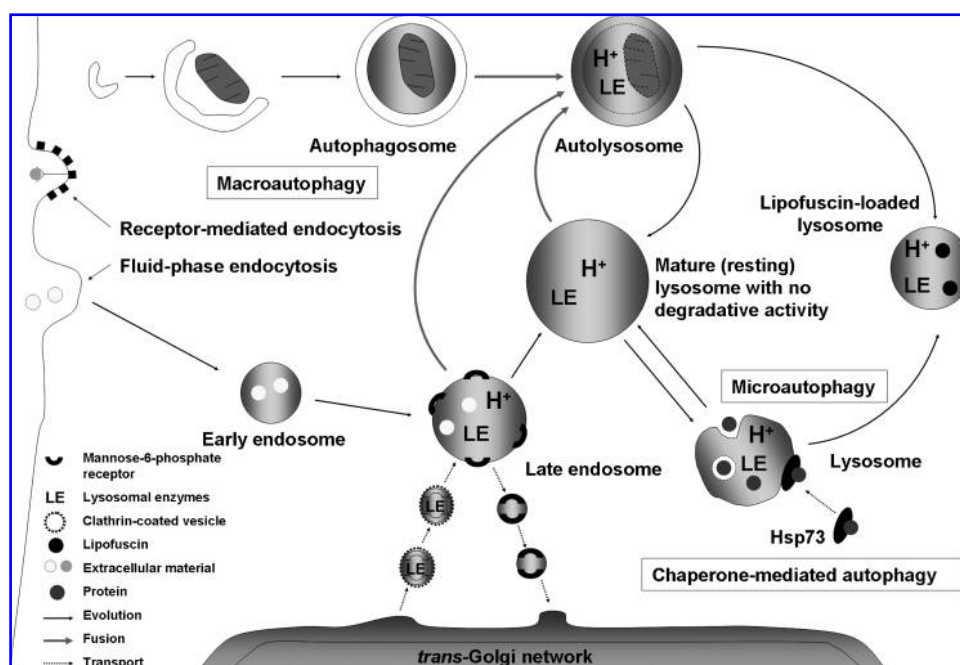 H+
LE
Autophagosome
Autolysosome
Macroautophagy
Lipofuscin-loaded
lysosome
Receptor-mediated endocytosis
Fluid-phase endocytosis
H+
LE
Mature (resting)
lysosome with no
degradative activity
H+
LE
Microautophagy
H+
LE
Early endosome
Late endosome
H+
LE
Lysosome
Hsp73
Chaperone-mediated autophagy
LE
LE
Mannose-6-phosphate
receptor
LE Lysosomal enzymes
Clathrin-coated vesicle
Lipofuscin
Extracellular material
Protein
Evolution
Fusion
Transport
trans-Golgi network